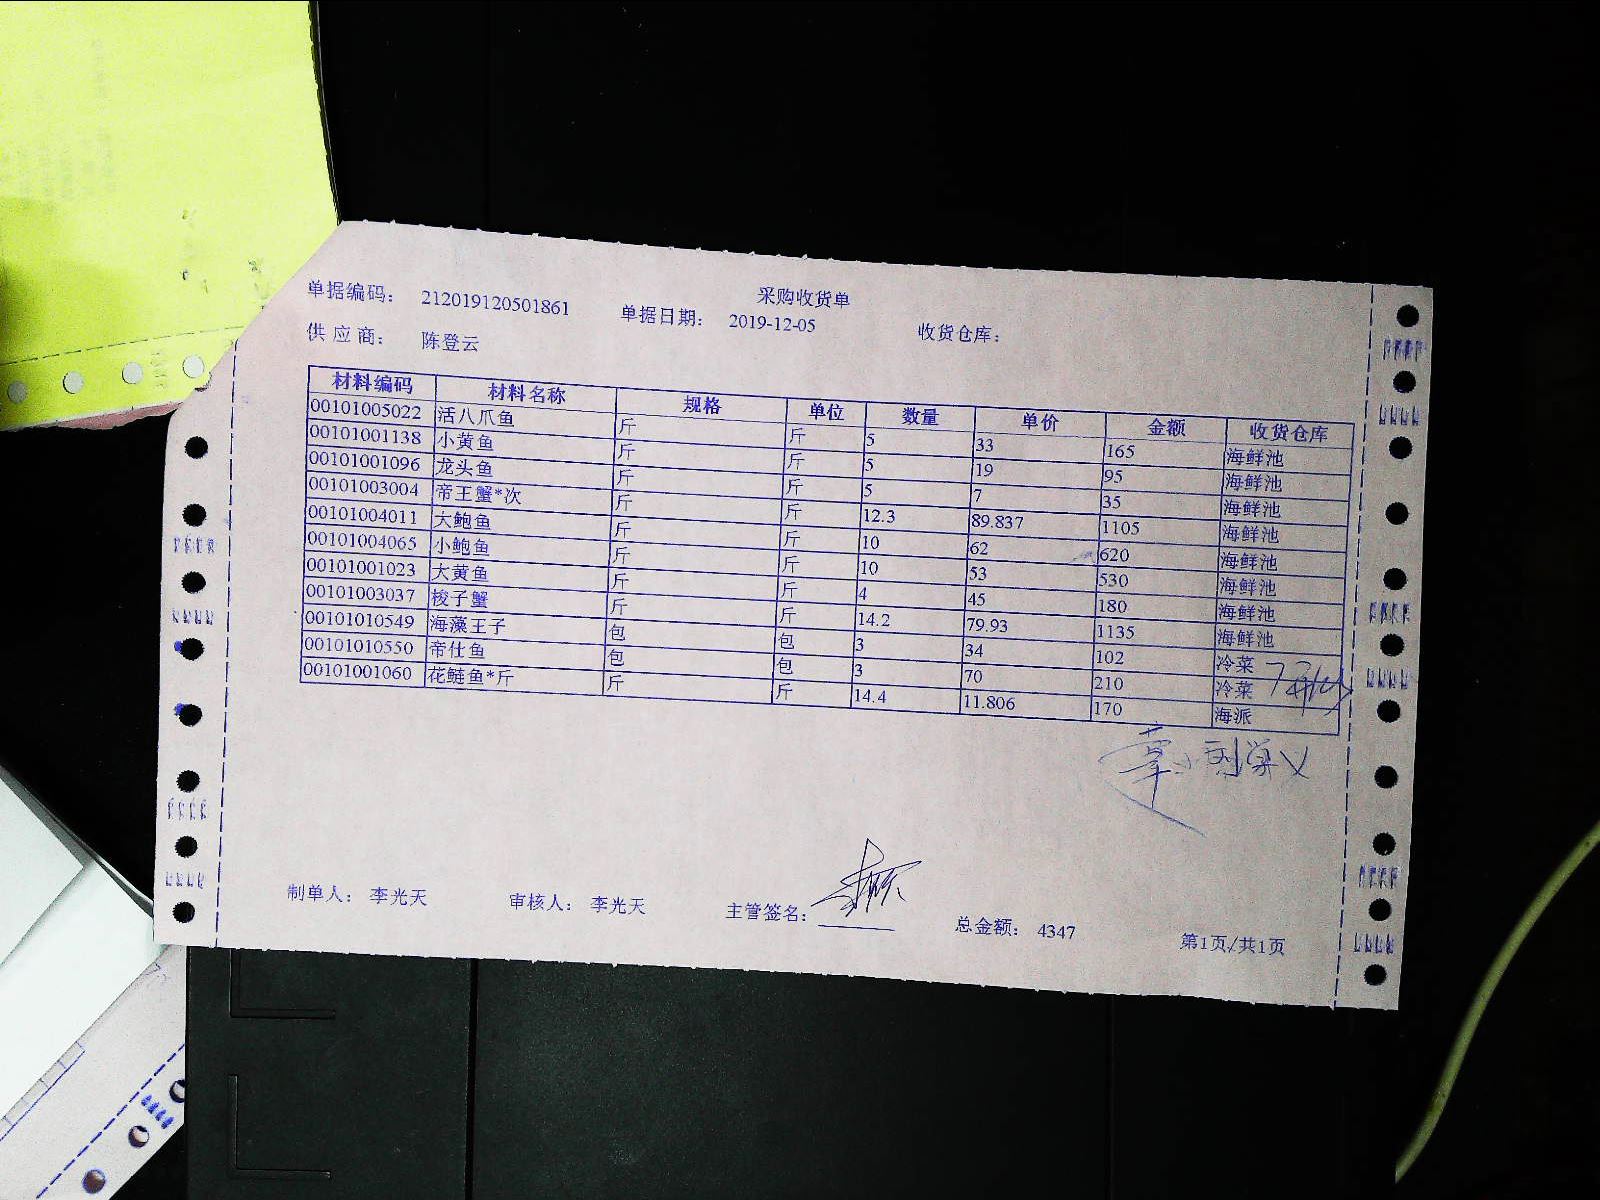 采购收货单
单据编码： 212019120501861 单据日期： 2019-12-05 收货仓库：
供应商： 陈登云
材料编码 材料名称 规格 单位 数量 单价 金额 收货仓库
00101005022 活八爪鱼 斤 斤 5 33 165 海鲜池
00101001138 小黄鱼 斤 斤 5 19 95 海鲜池
00101001096 龙头鱼 斤 斤 5 7 35 海鲜池
00101003004 帝王蟹*次 斤 斤 12.3 89.837 1105 海鲜池
00101004011 大鲍鱼 斤 斤 10 62 620 海鲜池
00101004065 小鲍鱼 斤 斤 10 53 530 海鲜池
00101001023 大黄鱼 斤 斤 4 45 180 海鲜池
00101003037 梭子蟹 斤 斤 14.2 79.93 1135 海鲜池
00101010549 海藻王子 包 包 3 34 102 冷菜
00101010550 帝仕鱼 包 包 3 70 210 冷菜
00101001060 花鲢鱼*斤 斤 斤 14.4 11.806 170 海派
制单人： 李光天 审核人： 李光天 主管签名： 总金额： 4347 第1页/共1页